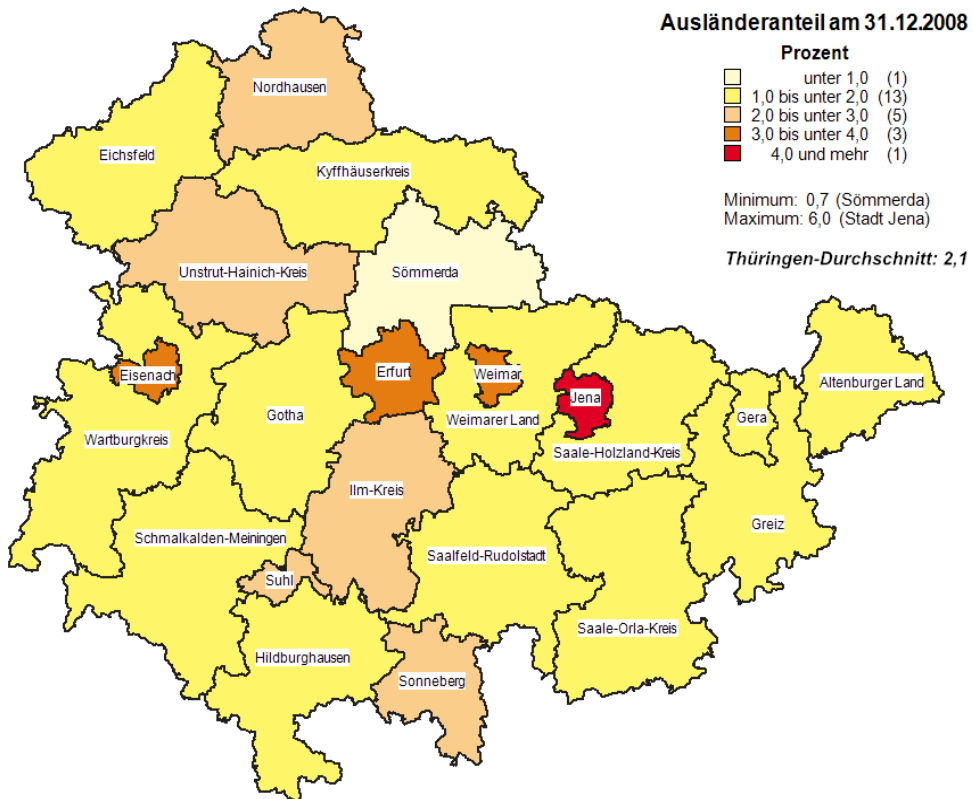 Ausländeranteil am 31.12.2008
Prozent
unter 1,0 (1)
1,0 bis unter 2,0 (13)
2,0 bis unter 3,0 (5)
3,0 bis unter 4,0 (3)
4,0 und mehr (1)
Minimum: 0,7 (Sömmerda)
Maximum: 6,0 (Stadt Jena)
Thüringen-Durchschnitt: 2,1
Nordhausen
Eichsfeld
Kyffhäuserkreis
Unstrut-Hainich-Kreis
Sömmerda
Eisenach
Erfurt
Weimar
Jena
Altenburger Land
Gotha
Weimarer Land
Gera
Wartburgkreis
Saale-Holzland-Kreis
Ilm-Kreis
Greiz
Schmalkalden-Meiningen
Saalfeld-Rudolstadt
Suhl
Saale-Orla-Kreis
Hildburghausen
Sonneberg